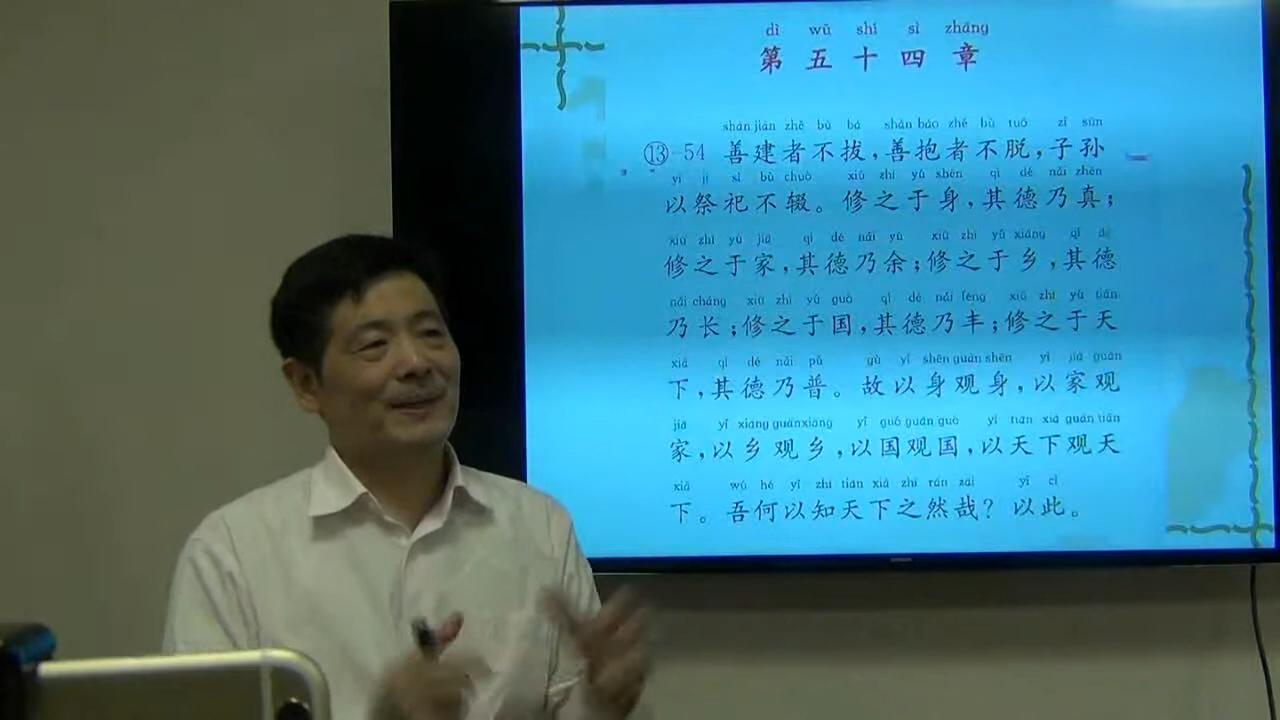 dì wǔ shí sì zhāng
第五十四章
shàn jiàn zhě bù bá shàn bào zhě bù tuō zǐ sūn
⑬-54 善建者不拔,善抱者不脱,子孙
yǐ jì sì bù chuò xiū zhī yú shēn qí dé nǎi zhēn
以祭祀不辍。修之于身,其德乃真;
xiū zhī yú jiā qí dé nǎi yú xiū zhī yú xiāng qí dé
修之于家,其德乃余;修之于乡,其德
nǎi cháng xiū zhī yú guó qí dé nǎi fēng xiū zhī yú tiān
乃长;修之于国,其德乃丰;修之于天
xià qí dé nǎi pǔ gù yǐ shēn guān shēn yǐ jiā guān
下,其德乃普。故以身观身,以家观
jiā yǐ xiāng guān xiāng yǐ guó guān guó yǐ tiān xià guān tiān
家,以乡观乡,以国观国,以天下观天
xià wú hé yǐ zhī tiān xià zhī rán zāi yǐ cǐ
下。吾何以知天下之然哉?以此。